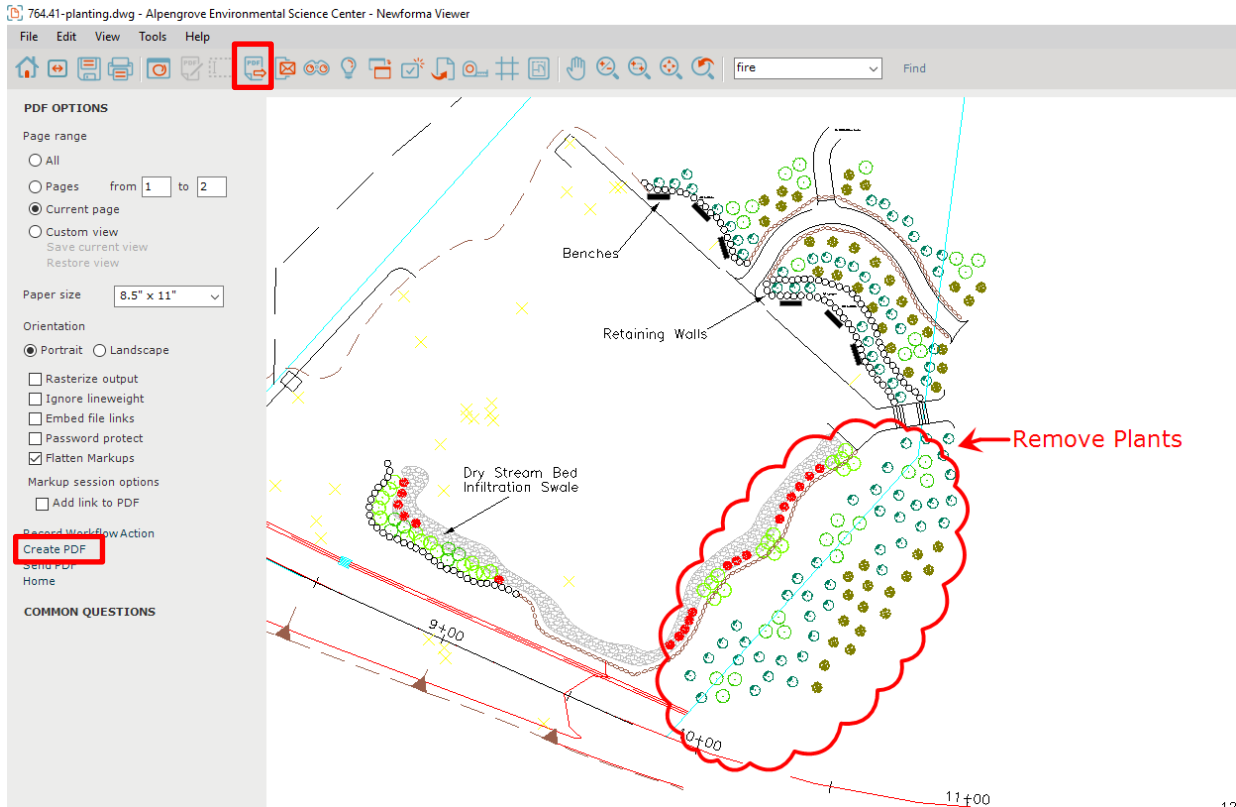 764.41-planting.dwg - Alpengrove Environmental Science Center - Newforma Viewer
File Edit View Tools Help
PDF PDF PDF fire Find
PDF OPTIONS
Page range
All
Pages from 1 to 2
Current page
Custom view
Save current view
Restore view
Paper size 8.5" x 11"
Orientation
Portrait Landscape
Rasterize output
Ignore lineweight
Embed file links
Password protect
Flatten Markups
Markup session options
Add link to PDF
Record Workflow Action
Create PDF
Send PDF
Home
COMMON QUESTIONS
Benches
Retaining Walls
Remove Plants
Dry Stream Bed
Infiltration Swale
9+00
10+00
11+00